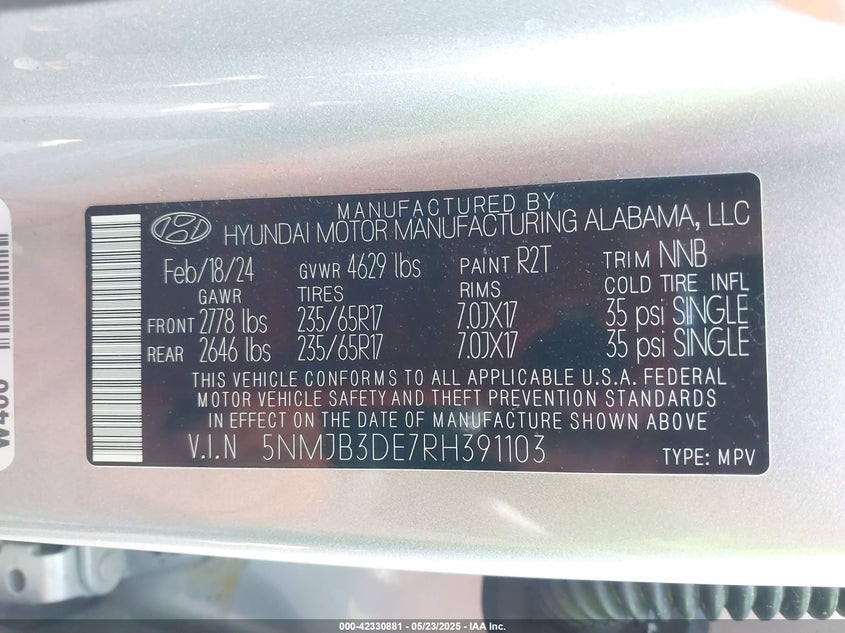 MANUFACTURED BY
HYUNDAI MOTOR MANUFACTURING ALABAMA, LLC
Feb/18/24 GVWR 4629 lbs PAINT R2T TRIM NNB
GAWR TIRES RIMS COLD TIRE INFL
FRONT 2778 lbs 235/65R17 7.0JX17 35 psi SINGLE
REAR 2646 lbs 235/65R17 7.0JX17 35 psi SINGLE
THIS VEHICLE CONFORMS TO ALL APPLICABLE U.S.A. FEDERAL
MOTOR VEHICLE SAFETY AND THEFT PREVENTION STANDARDS
IN EFFECT ON THE DATE OF MANUFACTURE SHOWN ABOVE
V.I.N 5NMJB3DE7RH391103 TYPE: MPV
000-42330881 - 05/23/2025 - IAA Inc.